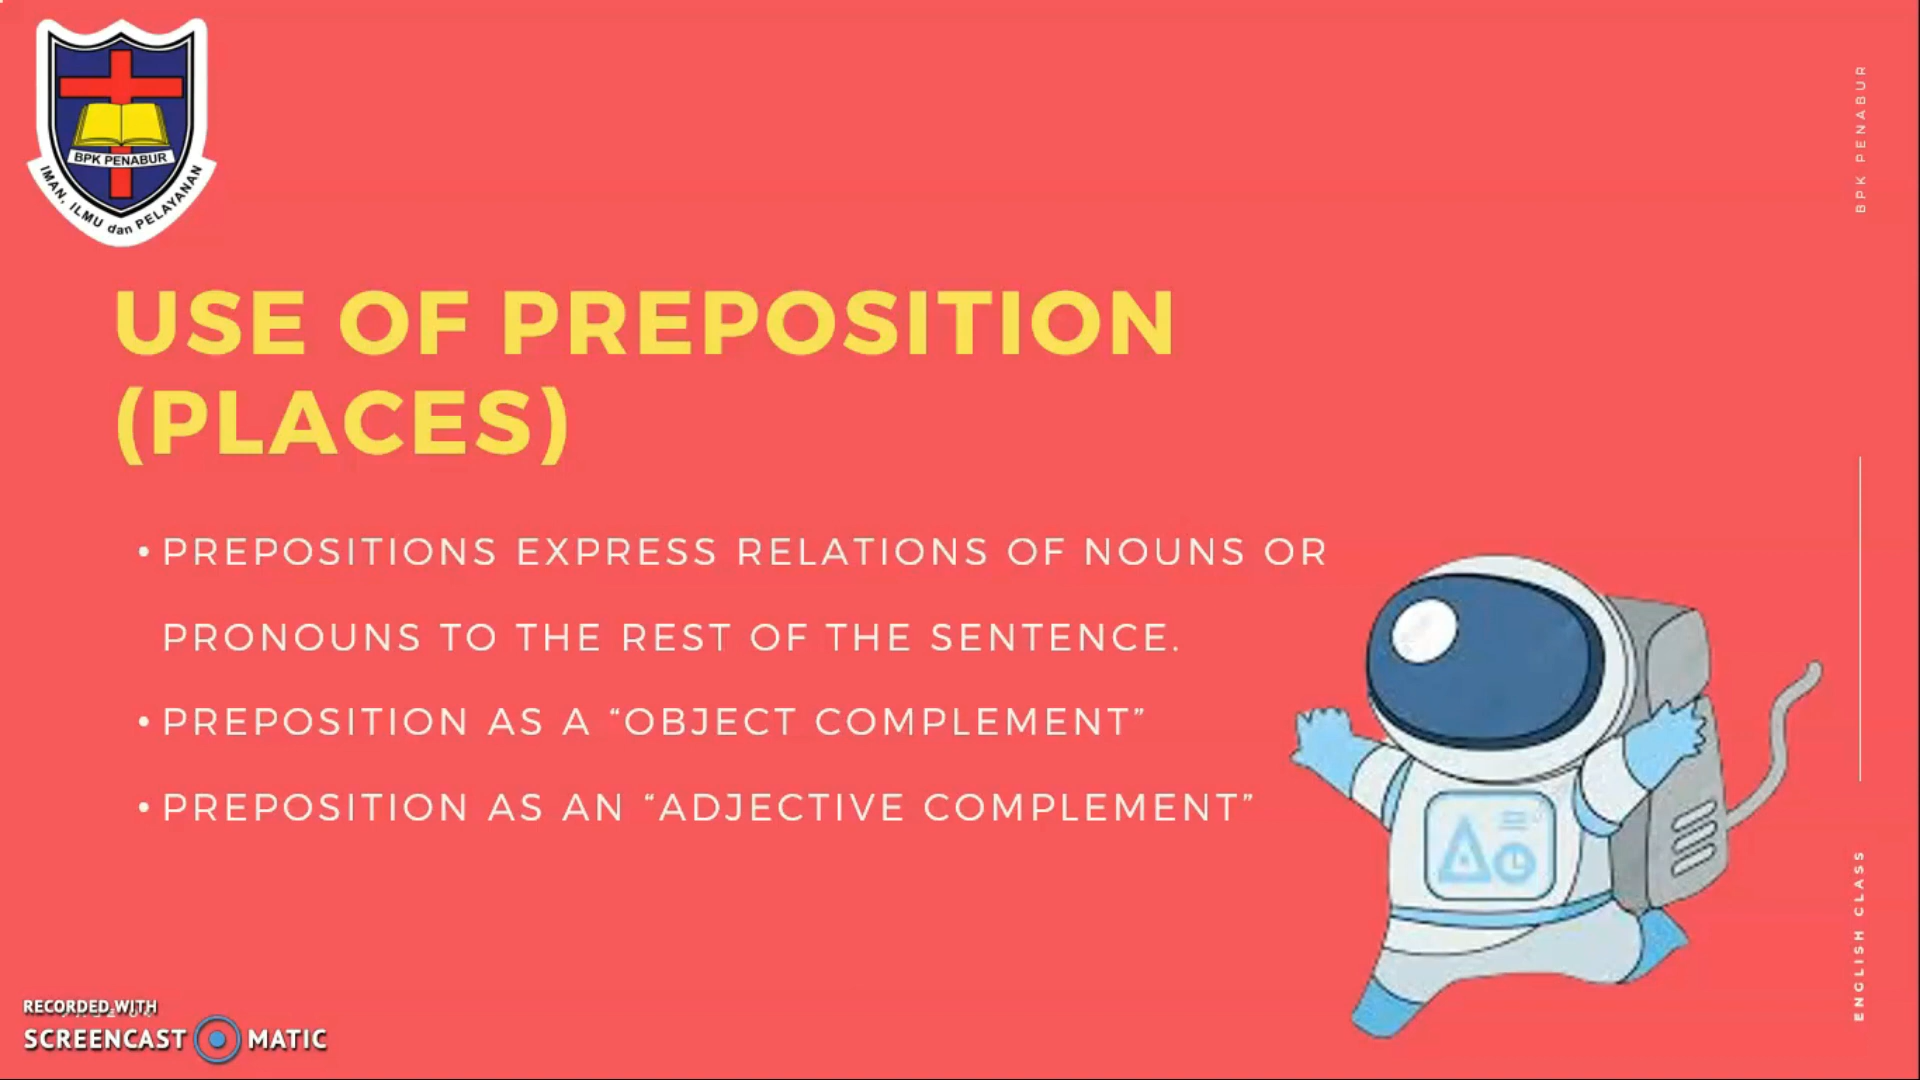 BPK PENABUR
IMAN, ILMU dan PELAYANAN
BPK PENABUR
USE OF PREPOSITION
(PLACES)
• PREPOSITIONS EXPRESS RELATIONS OF NOUNS OR
PRONOUNS TO THE REST OF THE SENTENCE.
• PREPOSITION AS A “OBJECT COMPLEMENT”
• PREPOSITION AS AN “ADJECTIVE COMPLEMENT”
ENGLISH CLASS
RECORDED WITH
SCREENCAST MATIC